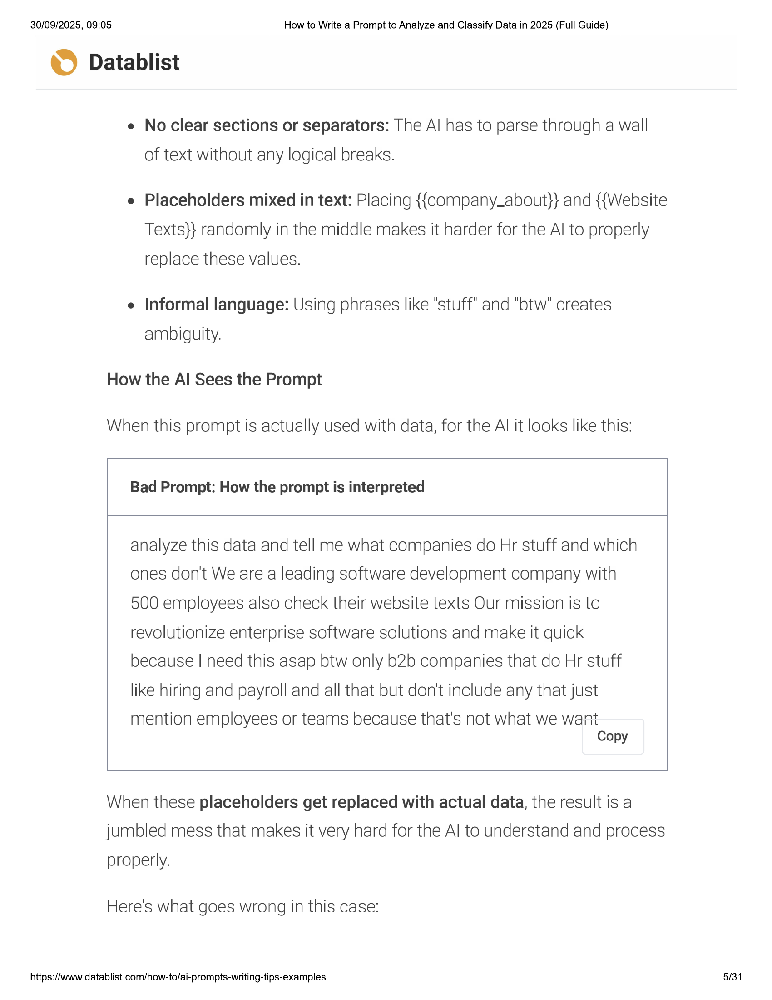 30/09/2025, 09:05 How to Write a Prompt to Analyze and Classify Data in 2025 (Full Guide)
Datablist
• No clear sections or separators: The AI has to parse through a wall
of text without any logical breaks.
• Placeholders mixed in text: Placing {{company_about}} and {{Website
Texts}} randomly in the middle makes it harder for the AI to properly
replace these values.
• Informal language: Using phrases like "stuff" and "btw" creates
ambiguity.
How the AI Sees the Prompt
When this prompt is actually used with data, for the AI it looks like this:
Bad Prompt: How the prompt is interpreted
analyze this data and tell me what companies do Hr stuff and which
ones don't We are a leading software development company with
500 employees also check their website texts Our mission is to
revolutionize enterprise software solutions and make it quick
because I need this asap btw only b2b companies that do Hr stuff
like hiring and payroll and all that but don't include any that just
mention employees or teams because that's not what we want
Copy
When these placeholders get replaced with actual data, the result is a
jumbled mess that makes it very hard for the AI to understand and process
properly.
Here's what goes wrong in this case:
https://www.datablist.com/how-to/ai-prompts-writing-tips-examples 5/31